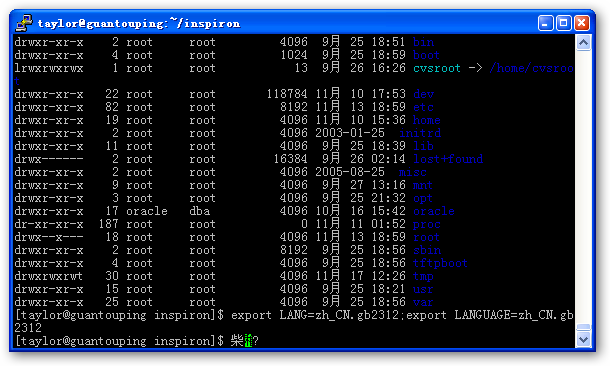 taylor@guantouping:~/inspiron
drwxr-xr-x 2 root root 4096 9月 25 18:51 bin
drwxr-xr-x 4 root root 1024 9月 25 18:59 boot
lrwxrwxrwx 1 root root 13 9月 26 16:26 cvsroot -> /home/cvsroo
t
drwxr-xr-x 22 root root 118784 11月 10 17:53 dev
drwxr-xr-x 82 root root 8192 11月 13 18:59 etc
drwxr-xr-x 19 root root 4096 11月 10 15:36 home
drwxr-xr-x 2 root root 4096 2003-01-25 initrd
drwxr-xr-x 11 root root 4096 9月 25 18:39 lib
drwx------ 2 root root 16384 9月 26 02:14 lost+found
drwxr-xr-x 2 root root 4096 2005-08-25 misc
drwxr-xr-x 9 root root 4096 9月 27 13:16 mnt
drwxr-xr-x 3 root root 4096 9月 25 21:32 opt
drwxr-xr-x 17 oracle dba 4096 10月 16 15:42 oracle
dr-xr-xr-x 187 root root 0 11月 11 01:52 proc
drwxr-x--- 18 root root 4096 11月 13 18:59 root
drwxr-xr-x 2 root root 8192 9月 25 18:56 sbin
drwxr-xr-x 4 root root 4096 9月 25 18:56 tftpboot
drwxrwxrwt 30 root root 4096 11月 17 12:26 tmp
drwxr-xr-x 15 root root 4096 9月 25 18:21 usr
drwxr-xr-x 25 root root 4096 9月 25 18:56 var
[taylor@guantouping inspiron]$ export LANG=zh_CN.gb2312;export LANGUAGE=zh_CN.gb
2312
[taylor@guantouping inspiron]$ 柴?